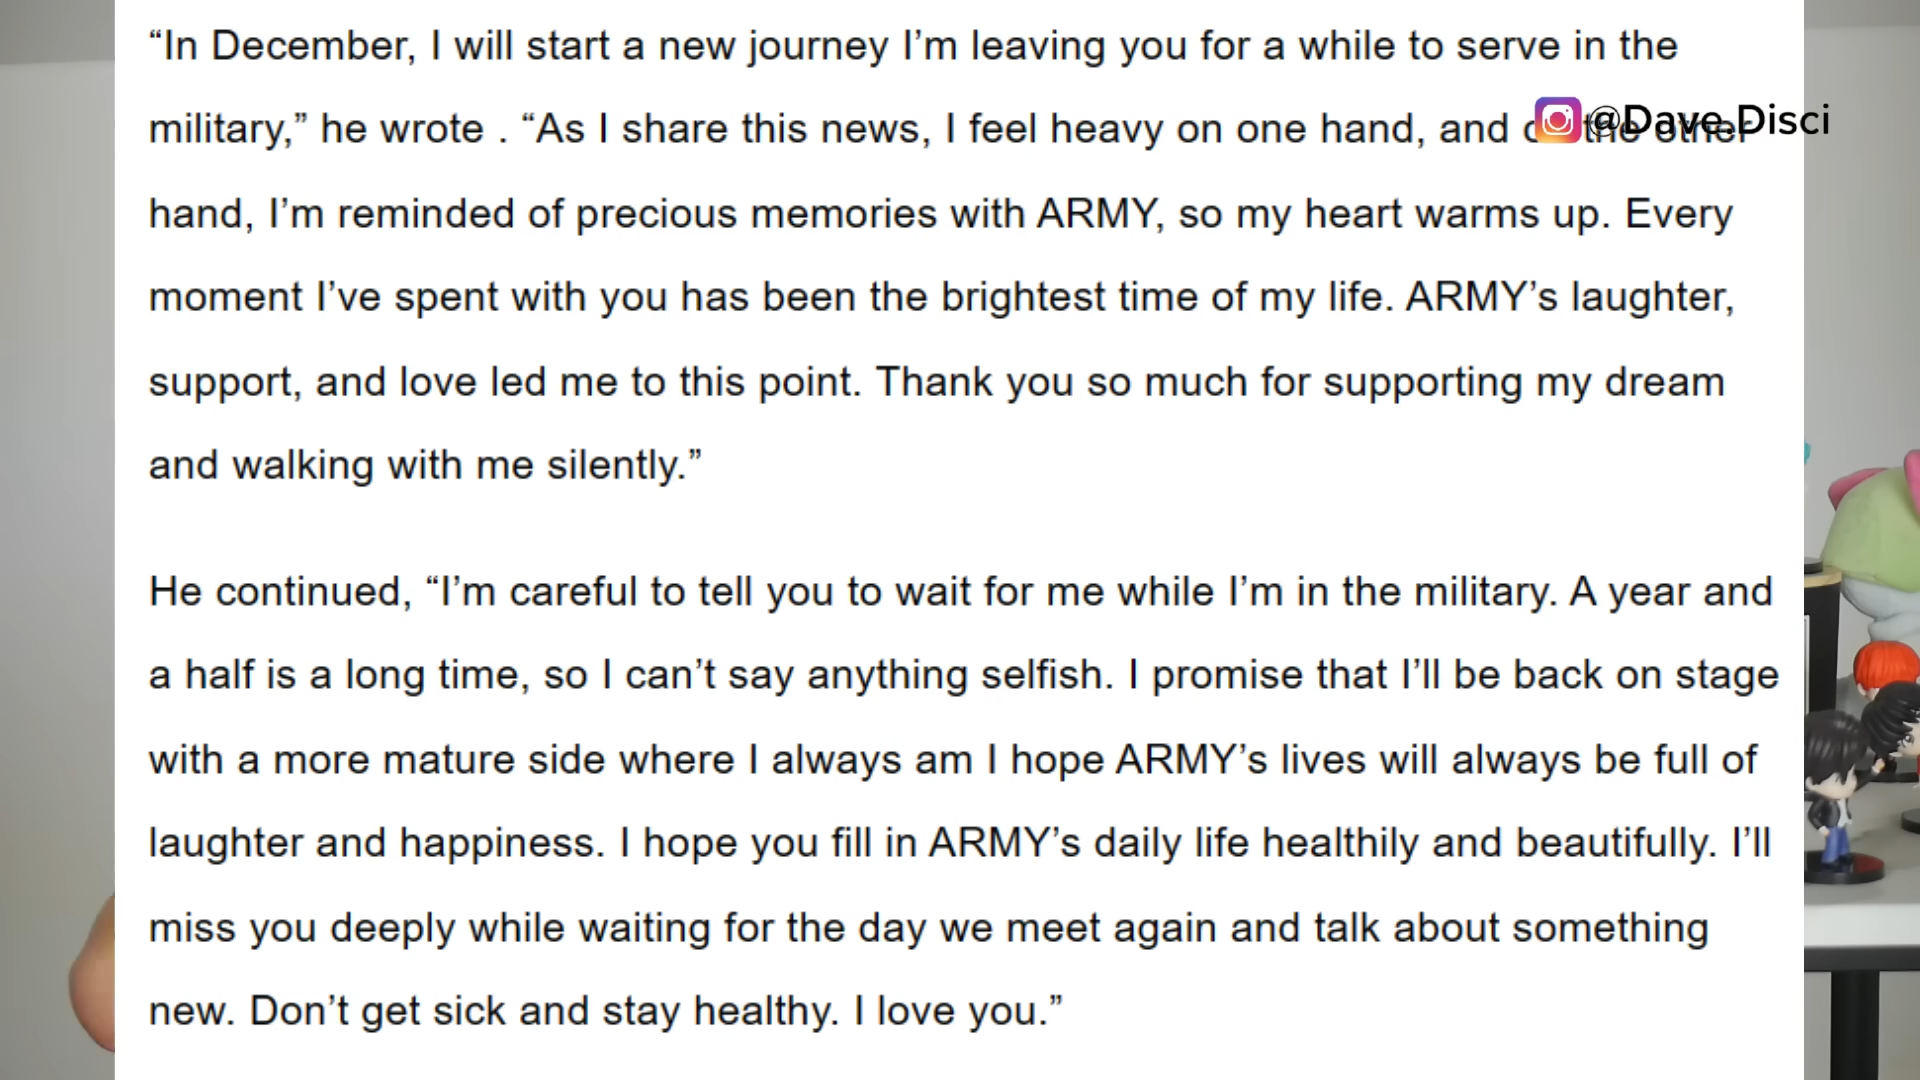 “In December, I will start a new journey I’m leaving you for a while to serve in the
military,” he wrote . “As I share this news, I feel heavy on one hand, and the other
@Dave.Disci
hand, I’m reminded of precious memories with ARMY, so my heart warms up. Every
moment I’ve spent with you has been the brightest time of my life. ARMY’s laughter,
support, and love led me to this point. Thank you so much for supporting my dream
and walking with me silently.”
He continued, “I’m careful to tell you to wait for me while I’m in the military. A year and
a half is a long time, so I can’t say anything selfish. I promise that I’ll be back on stage
with a more mature side where I always am I hope ARMY’s lives will always be full of
laughter and happiness. I hope you fill in ARMY’s daily life healthily and beautifully. I’ll
miss you deeply while waiting for the day we meet again and talk about something
new. Don’t get sick and stay healthy. I love you.”